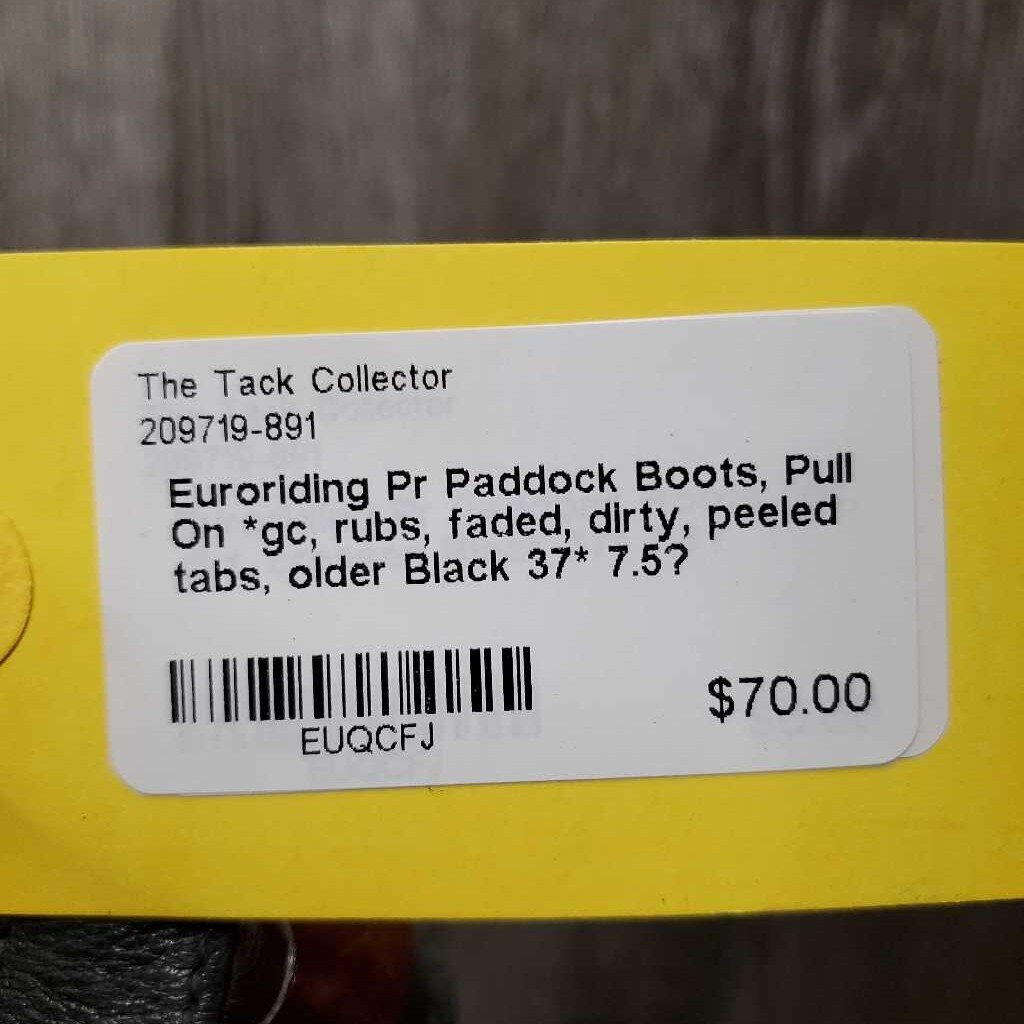 The Tack Collector
209719-891
Euroriding Pr Paddock Boots, Pull
On *gc, rubs, faded, dirty, peeled
tabs, older Black 37* 7.5?
EUQCFJ
$70.00